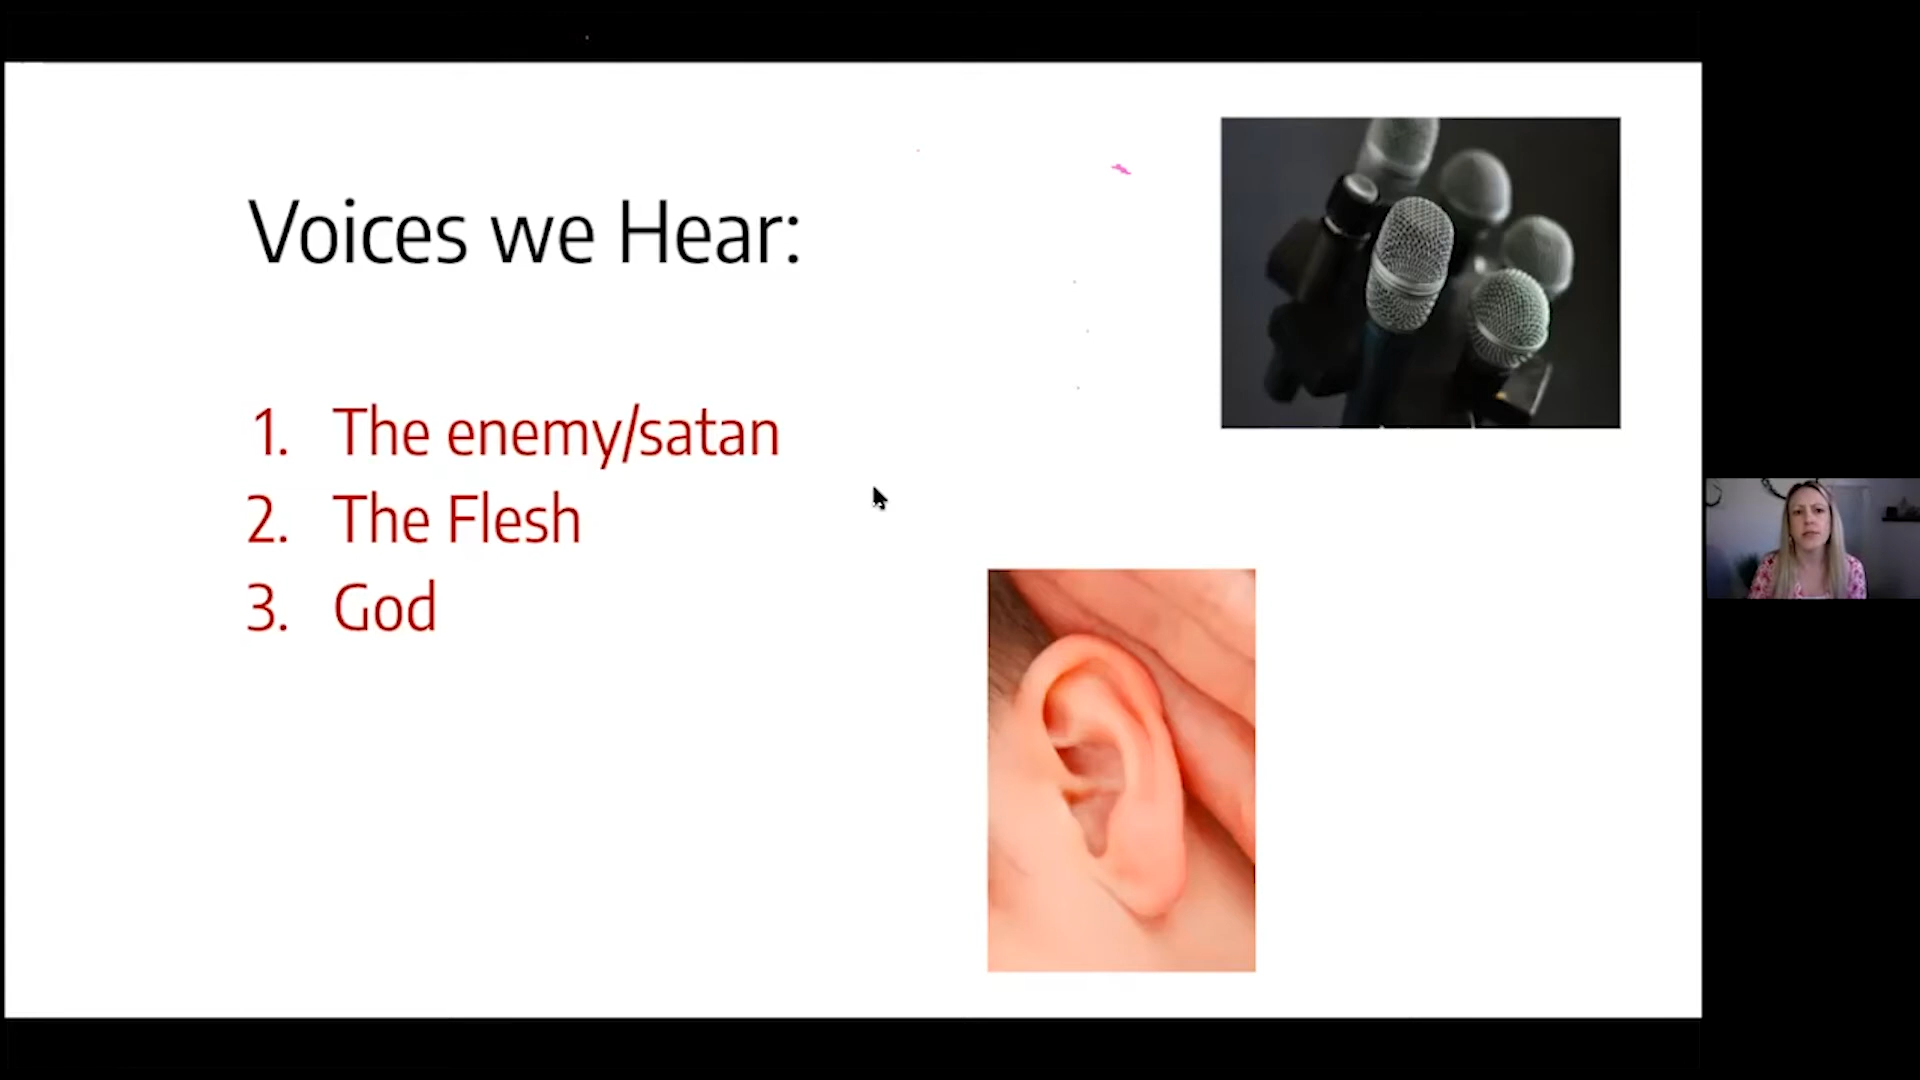 Voices we Hear:
1. The enemy/satan
2. The Flesh
3. God